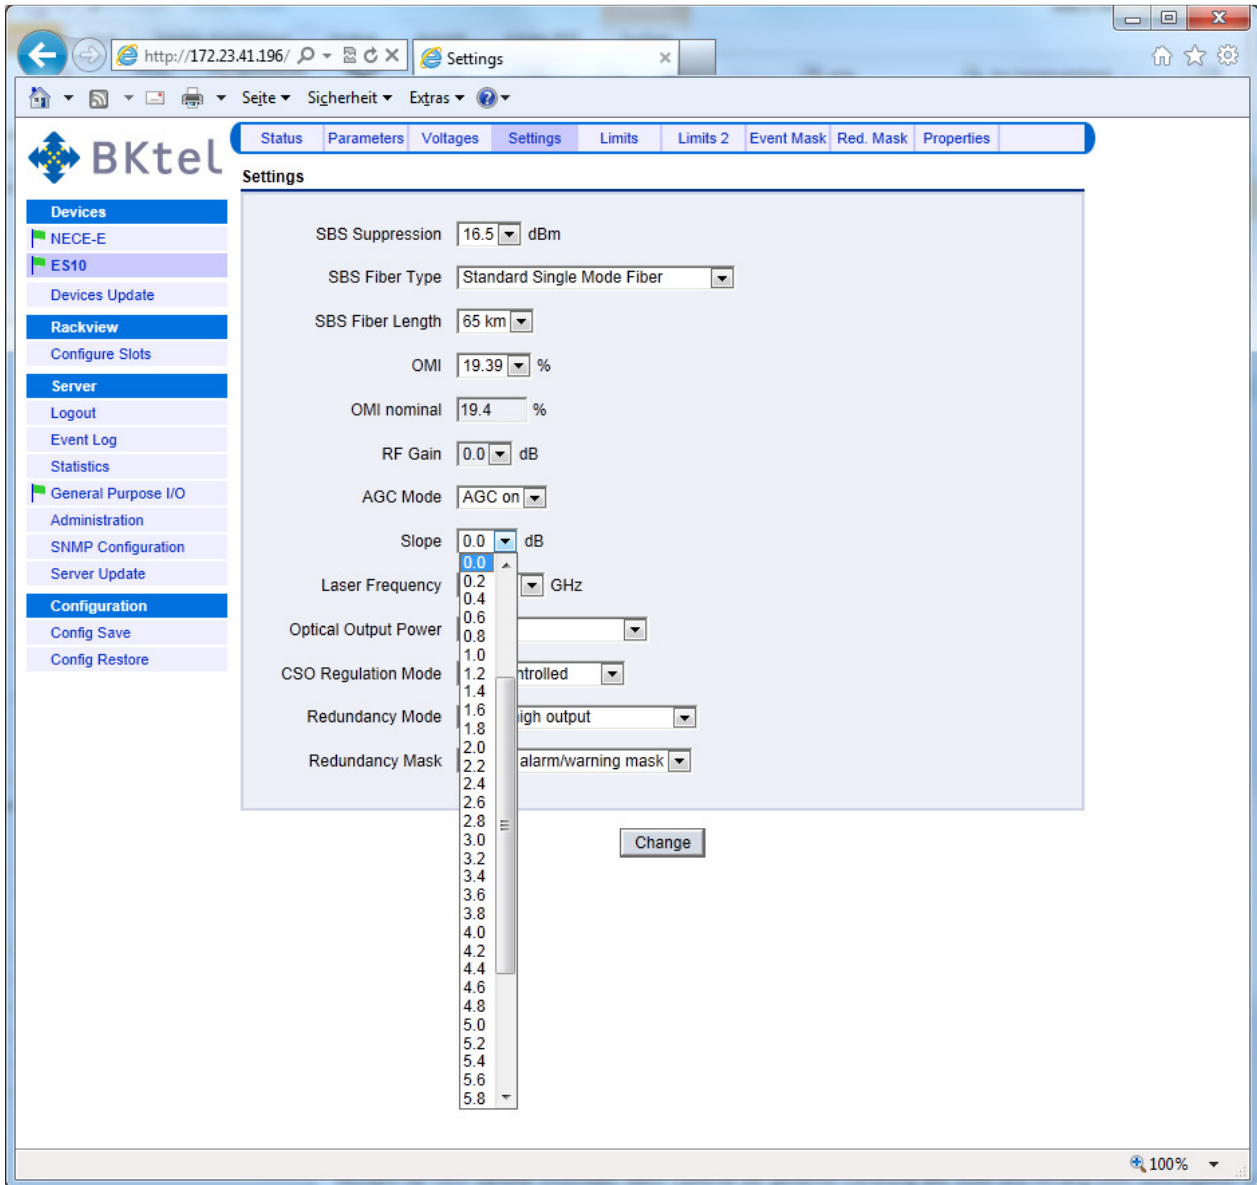 http://172.23.41.196/
Settings
Seite Sicherheit Extras
BKtel
Status Parameters Voltages Settings Limits Limits 2 Event Mask Red. Mask Properties
Settings
Devices
NECE-E
ES10
Devices Update
Rackview
Configure Slots
Server
Logout
Event Log
Statistics
General Purpose I/O
Administration
SNMP Configuration
Server Update
Configuration
Config Save
Config Restore
SBS Suppression 16.5 dBm
SBS Fiber Type Standard Single Mode Fiber
SBS Fiber Length 65 km
OMI 19.39 %
OMI nominal 19.4 %
RF Gain 0.0 dB
AGC Mode AGC on
Slope 0.0 dB
Laser Frequency GHz
Optical Output Power
CSO Regulation Mode
Redundancy Mode output
Redundancy Mask alarm/warning mask
0.0
0.2
0.4
0.6
0.8
1.0
1.2
1.4
1.6
1.8
2.0
2.2
2.4
2.6
2.8
3.0
3.2
3.4
3.6
3.8
4.0
4.2
4.4
4.6
4.8
5.0
5.2
5.4
5.6
5.8
Change
100%